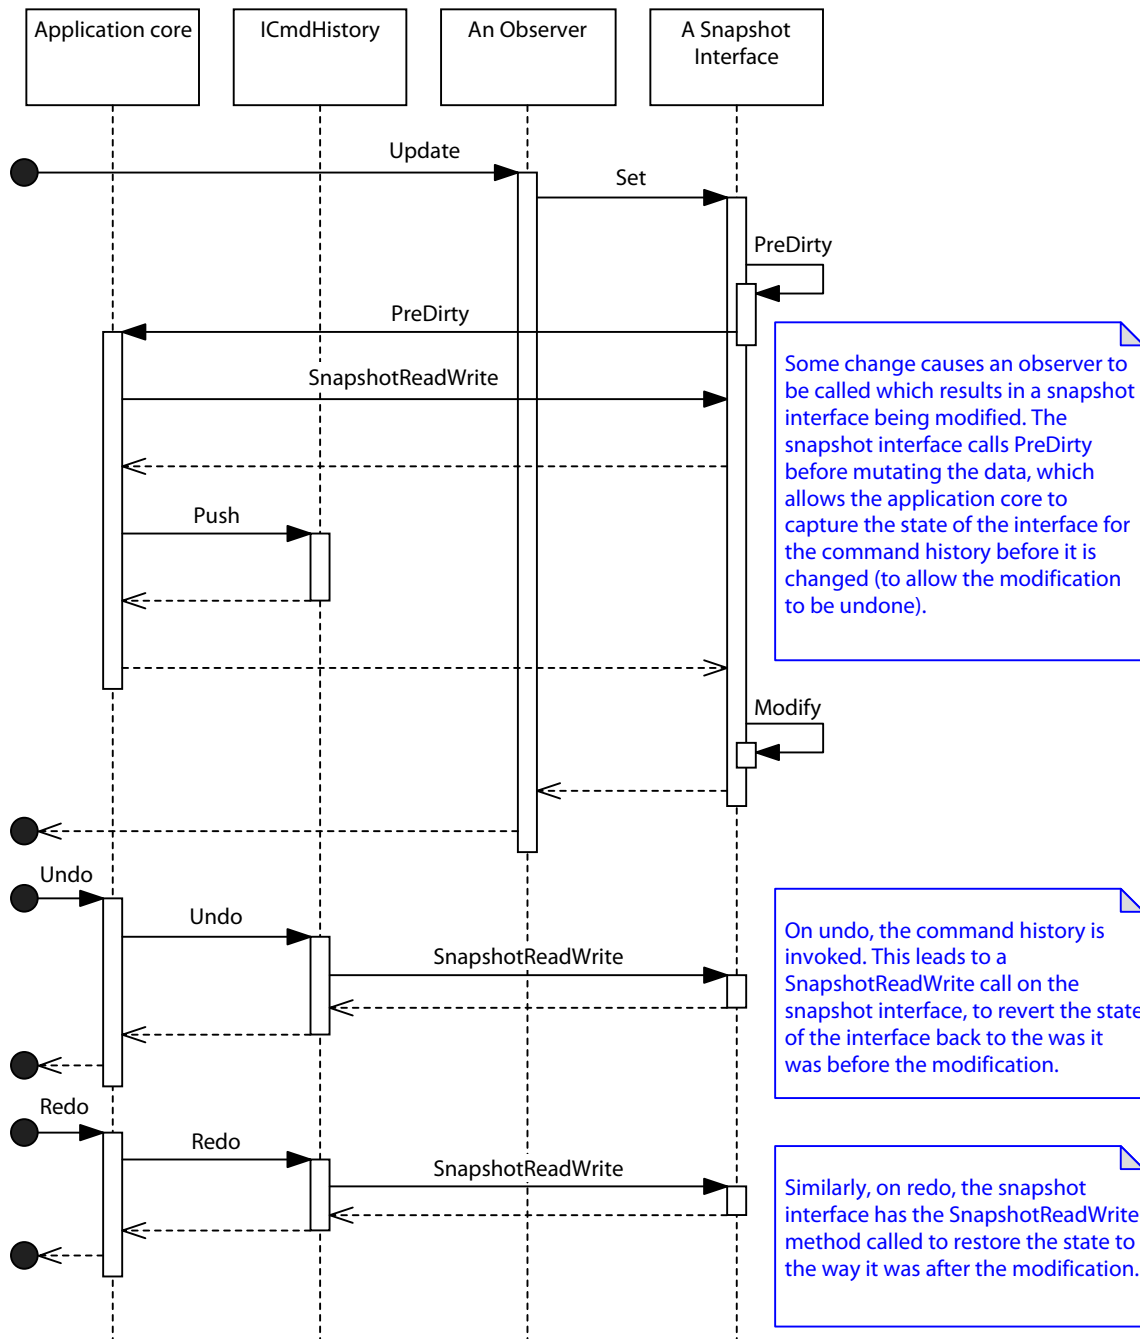 Application core
ICmdHistory
An Observer
A Snapshot
Interface
Update
Set
PreDirty
PreDirty
SnapshotReadWrite
Some change causes an observer to
be called which results in a snapshot
interface being modified. The
snapshot interface calls PreDirty
before mutating the data, which
allows the application core to
capture the state of the interface for
the command history before it is
changed (to allow the modification
to be undone).
Push
Modify
Undo
Undo
SnapshotReadWrite
On undo, the command history is
invoked. This leads to a
SnapshotReadWrite call on the
snapshot interface, to revert the state
of the interface back to the was it
was before the modification.
Redo
Redo
SnapshotReadWrite
Similarly, on redo, the snapshot
interface has the SnapshotReadWrite
method called to restore the state to
the way it was after the modification.